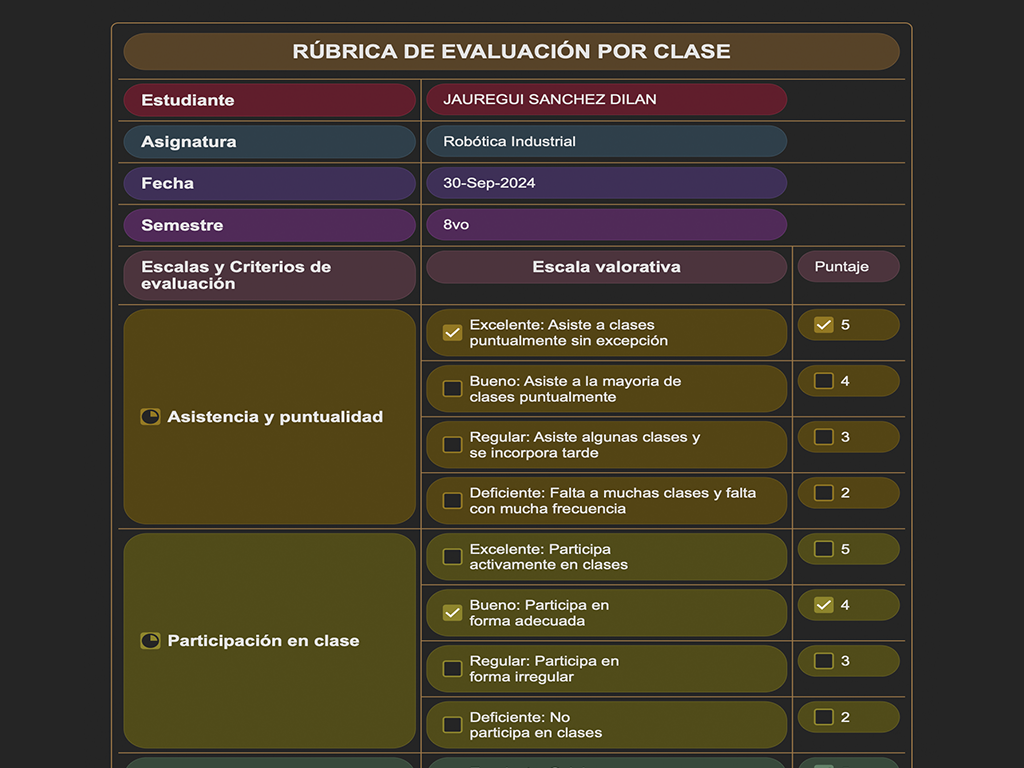 RÚBRICA DE EVALUACIÓN POR CLASE
Estudiante
JAUREGUI SANCHEZ DILAN
Asignatura
Robótica Industrial
Fecha
30-Sep-2024
Semestre
8vo
Escalas y Criterios de
evaluación
Escala valorativa
Puntaje
Asistencia y puntualidad
Excelente: Asiste a clases
puntualmente sin excepción
5
Bueno: Asiste a la mayoria de
clases puntualmente
4
Regular: Asiste algunas clases y
se incorpora tarde
3
Deficiente: Falta a muchas clases y falta
con mucha frecuencia
2
Participación en clase
Excelente: Participa
activamente en clases
5
Bueno: Participa en
forma adecuada
4
Regular: Participa en
forma irregular
3
Deficiente: No
participa en clases
2